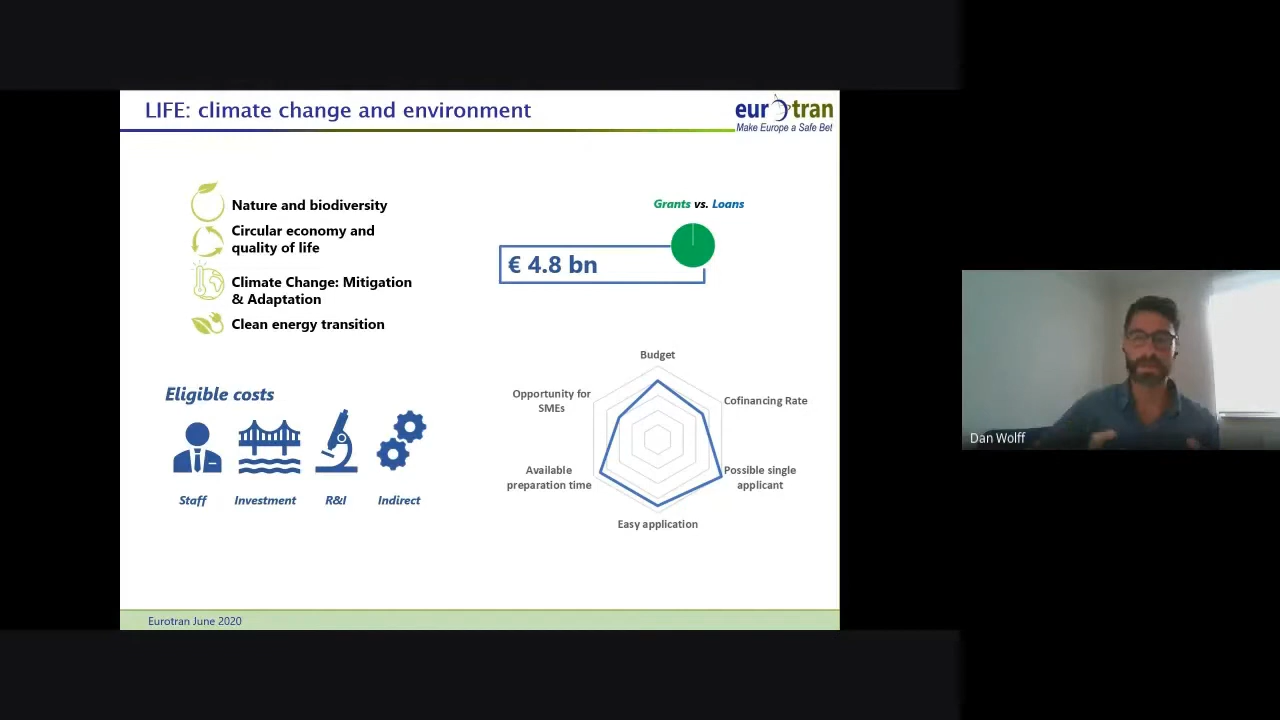 LIFE: climate change and environment
eurotran
Make Europe a Safe Bet
Nature and biodiversity
Circular economy and
quality of life
Climate Change: Mitigation
& Adaptation
Clean energy transition
Grants vs. Loans
€ 4.8 bn
Eligible costs
Staff
Investment
R&I
Indirect
Budget
Cofinancing Rate
Possible single
applicant
Easy application
Available
preparation time
Opportunity for
SMEs
Eurotran June 2020
Dan Wolff